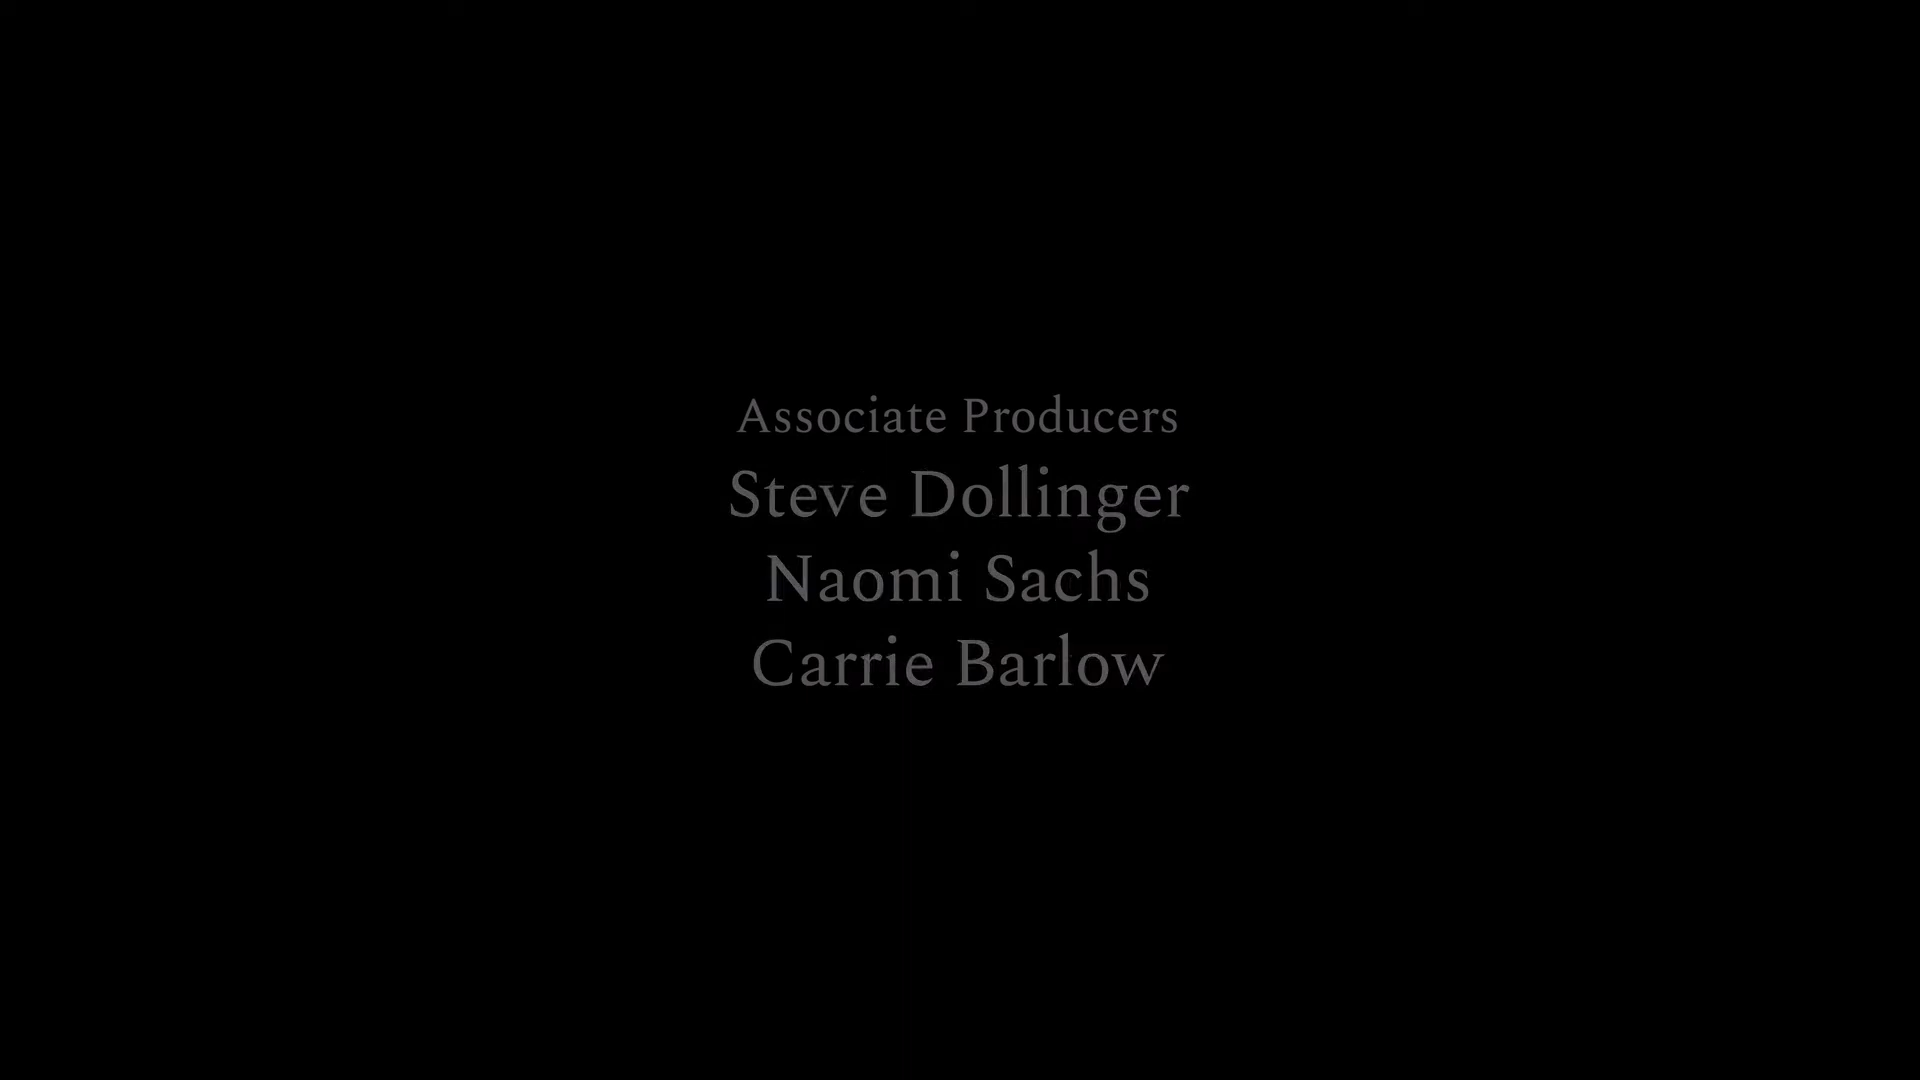 Associate Producers
Steve Dollinger
Naomi Sachs
Carrie Barlow